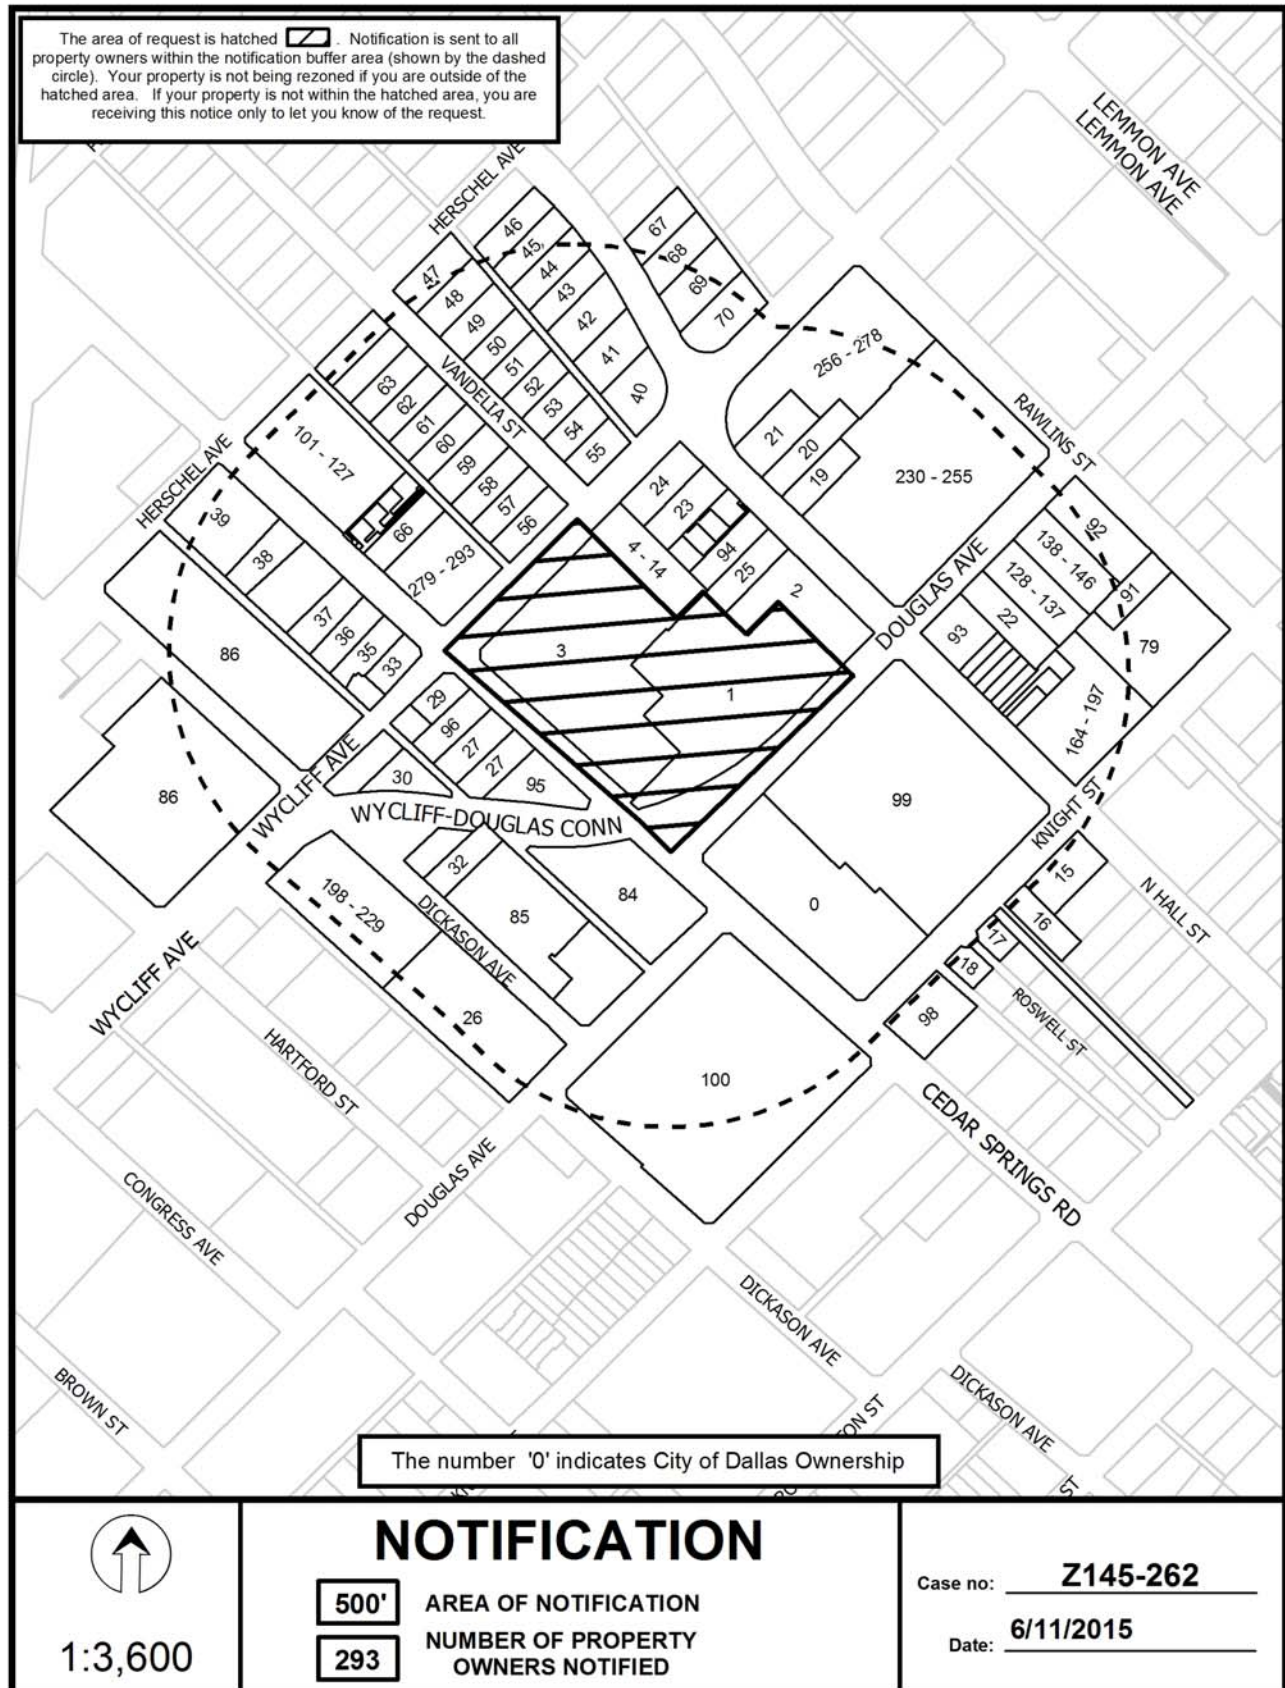 The area of request is hatched . Notification is sent to all
property owners within the notification buffer area (shown by the dashed
circle). Your property is not being rezoned if you are outside of the
hatched area. If your property is not within the hatched area, you are
receiving this notice only to let you know of the request.
LEMMON AVE
LEMMON AVE
HERSCHEL AVE
67
68
69
70
46
45
44
43
42
41
40
47
48
49
50
51
52
53
54
55
VANDELIA ST
63
62
61
60
59
58
57
56
256 - 278
21
20
19
230 - 255
RAWLINS ST
HERSCHEL AVE
101 - 127
66
279 - 293
39
38
37
36
35
33
24
23
94
25
2
4 - 14
DOUGLAS AVE
92
138 - 146
91
128 - 137
22
93
79
164 - 197
3
1
86
86
29
96
27
27
95
30
WYCLIFF AVE
WYCLIFF-DOUGLAS CONN
99
0
KNIGHT ST
15
16
17
18
98
N HALL ST
ROSWELL ST
32
85
84
198 - 229
DICKASON AVE
26
100
WYCLIFF AVE
HARTFORD ST
CEDAR SPRINGS RD
CONGRESS AVE
DOUGLAS AVE
DICKASON AVE
DICKASON AVE
BROWN ST
ON ST
ST
The number '0' indicates City of Dallas Ownership
1:3,600
NOTIFICATION
500' AREA OF NOTIFICATION
293 NUMBER OF PROPERTY
OWNERS NOTIFIED
Case no: Z145-262
Date: 6/11/2015